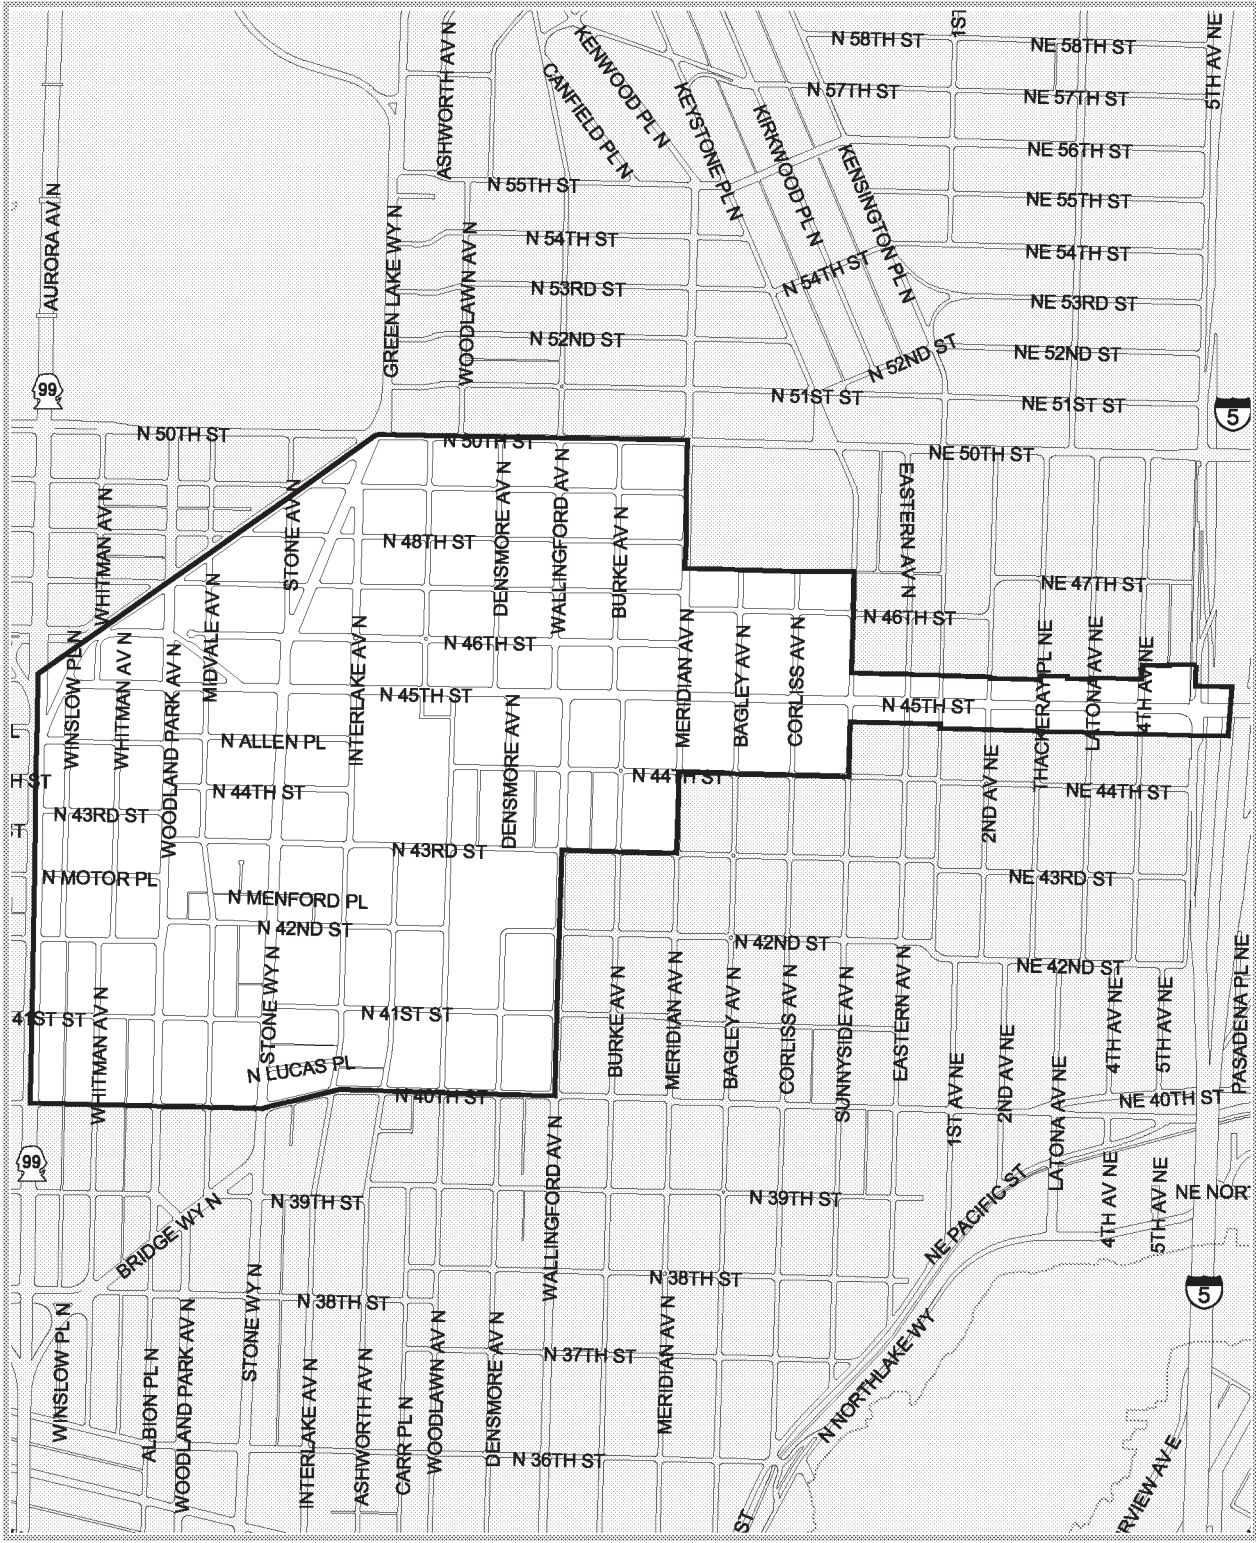 1ST
N 58TH ST
NE 58TH ST
5TH AV NE
ASHWORTH AV N
KENWOOD PL N
CANFIELD PL N
KEYSTONE PL N
KIRKWOOD PL N
KENSINGTON PL N
N 57TH ST
NE 57TH ST
NE 56TH ST
N 55TH ST
NE 55TH ST
AURORA AV N
GREEN LAKE WY N
WOODLAWN AV N
N 54TH ST
N 54TH ST
NE 54TH ST
N 53RD ST
NE 53RD ST
N 52ND ST
N 52ND ST
NE 52ND ST
99
N 51ST ST
NE 51ST ST
5
N 50TH ST
N 50TH ST
NE 50TH ST
WHITMAN AV N
STONE AV N
DENSMORE AV N
WALLINGFORD AV N
BURKE AV N
EASTERN AV N
N 48TH ST
NE 47TH ST
MIDVALE AV N
N 46TH ST
N 46TH ST
WINSLOW PL N
WHITMAN AV N
WOODLAND PARK AV N
INTERLAKE AV N
MERIDIAN AV N
BAGLEY AV N
CORLISS AV N
THACKERAY PL NE
LATONA AV NE
4TH AV NE
N 45TH ST
N 45TH ST
DENSMORE AV N
N ALLEN PL
2ND AV NE
H ST
N 44TH ST
N 44TH ST
NE 44TH ST
N 43RD ST
ST
N 43RD ST
N MOTOR PL
NE 43RD ST
N MENFORD PL
N 42ND ST
N 42ND ST
NE 42ND ST
STONE WY N
BURKE AV N
MERIDIAN AV N
BAGLEY AV N
CORLISS AV N
SUNNYSIDE AV N
EASTERN AV N
4TH AV NE
5TH AV NE
PASADENA PL NE
41ST ST
WHITMAN AV N
N 41ST ST
N LUCAS PL
1ST AV NE
2ND AV NE
LATONA AV NE
N 40TH ST
NE 40TH ST
WALLINGFORD AV N
99
4TH AV NE
5TH AV NE
NE NOR
N 39TH ST
N 39TH ST
BRIDGE WY N
NE PACIFIC ST
N 38TH ST
N 38TH ST
5
WINSLOW PL N
ALBION PL N
WOODLAND PARK AV N
STONE WY N
INTERLAKE AV N
ASHWORTH AV N
CARR PL N
WOODLAWN AV N
DENSMORE AV N
N 37TH ST
MERIDIAN AV N
N NORTHLAKE WY
N 36TH ST
ST
RVIEW AV E